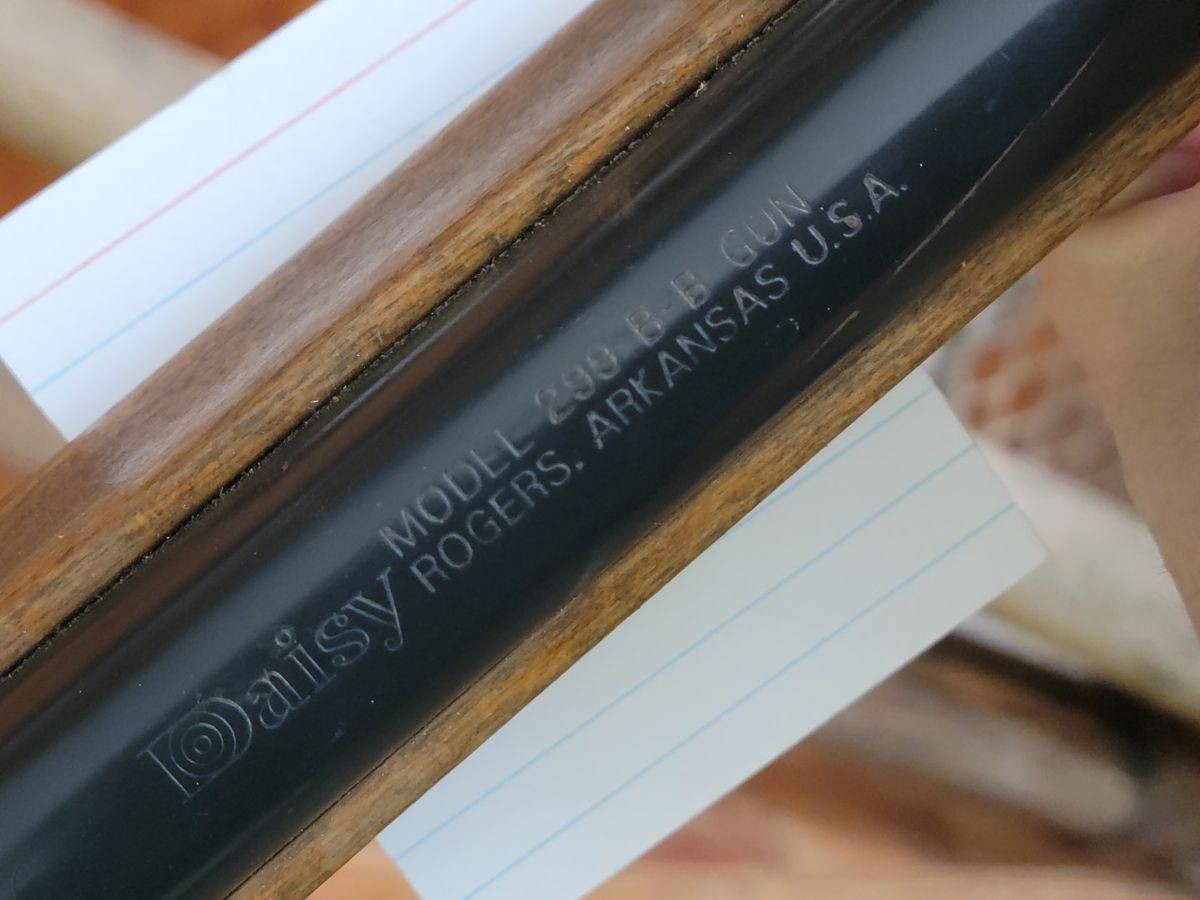 Daisy
MODEL 299 B-B GUN
ROGERS, ARKANSAS U.S.A.